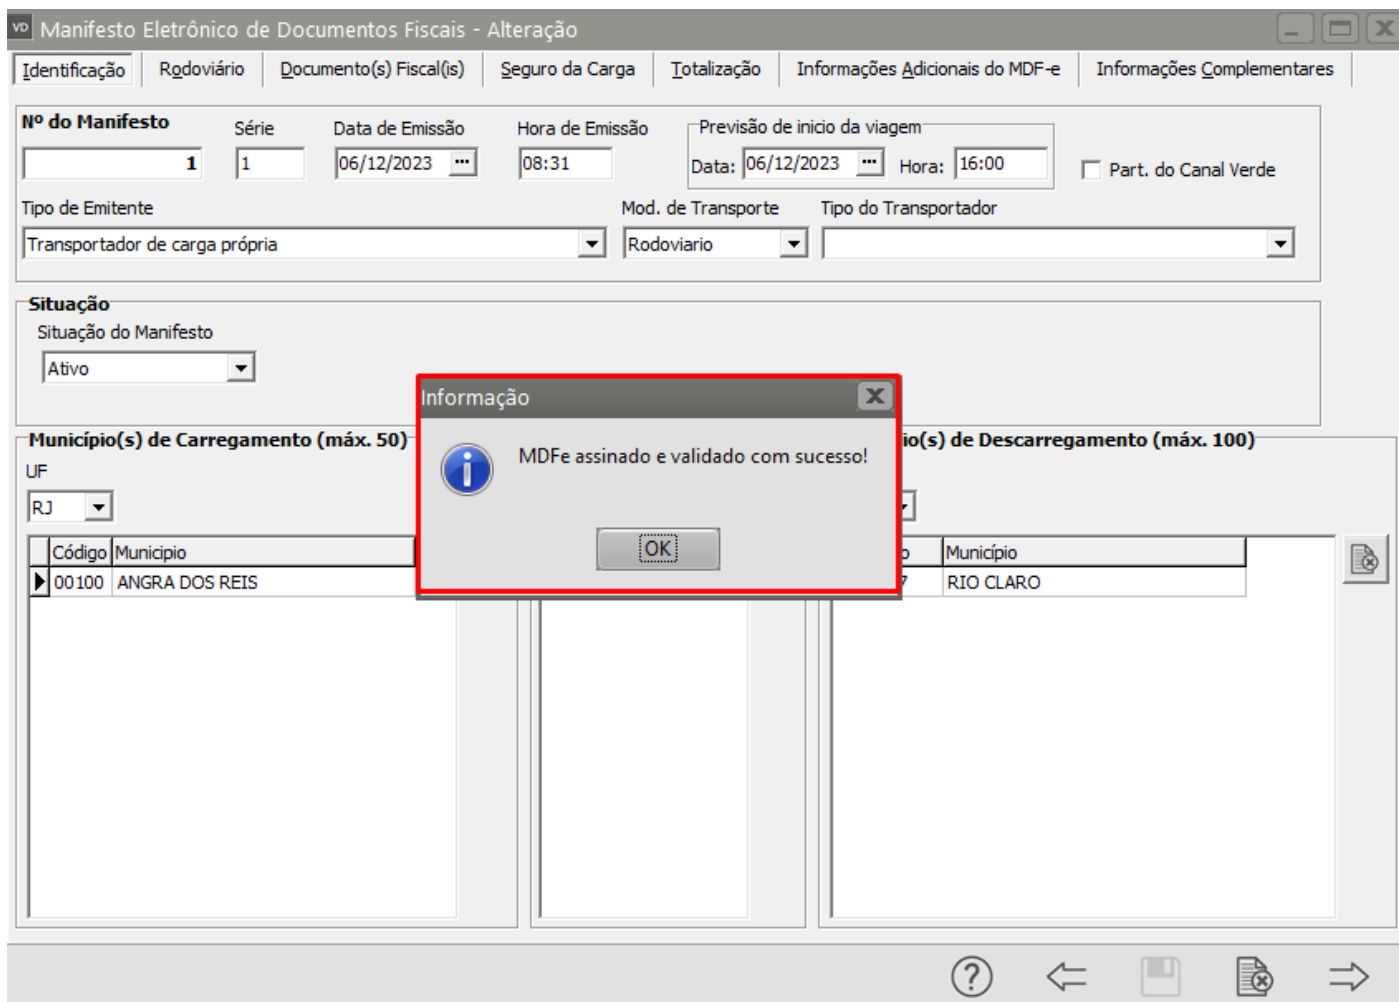 VD Manifesto Eletrônico de Documentos Fiscais - Alteração
Identificação Rodoviário Documento(s) Fiscal(is) Seguro da Carga Totalização Informações Adicionais do MDF-e Informações Complementares
Nº do Manifesto Série Data de Emissão Hora de Emissão Previsão de inicio da viagem
1 1 06/12/2023 ... 08:31 Data: 06/12/2023 ... Hora: 16:00 Part. do Canal Verde
Tipo de Emitente Mod. de Transporte Tipo do Transportador
Transportador de carga própria Rodoviario
Situação
Situação do Manifesto
Ativo
Informação
MDFe assinado e validado com sucesso!
OK
Município(s) de Carregamento (máx. 50) io(s) de Descarregamento (máx. 100)
UF
RJ
Código Municipio o Município
00100 ANGRA DOS REIS 7 RIO CLARO